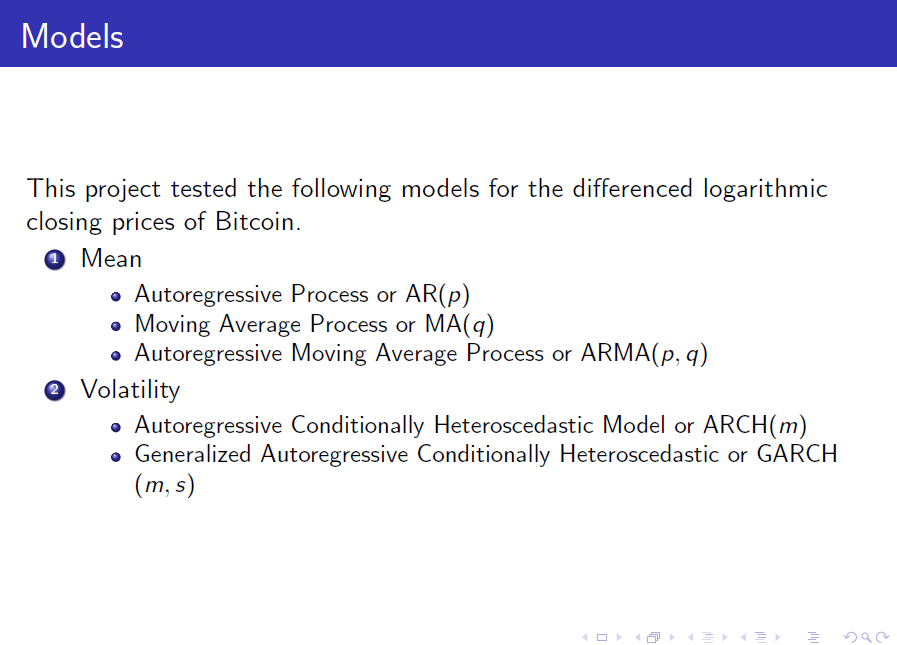 Models
This project tested the following models for the differenced logarithmic
closing prices of Bitcoin.
1 Mean
Autoregressive Process or AR(p)
Moving Average Process or MA(q)
Autoregressive Moving Average Process or ARMA(p, q)
2 Volatility
Autoregressive Conditionally Heteroscedastic Model or ARCH(m)
Generalized Autoregressive Conditionally Heteroscedastic or GARCH
(m, s)